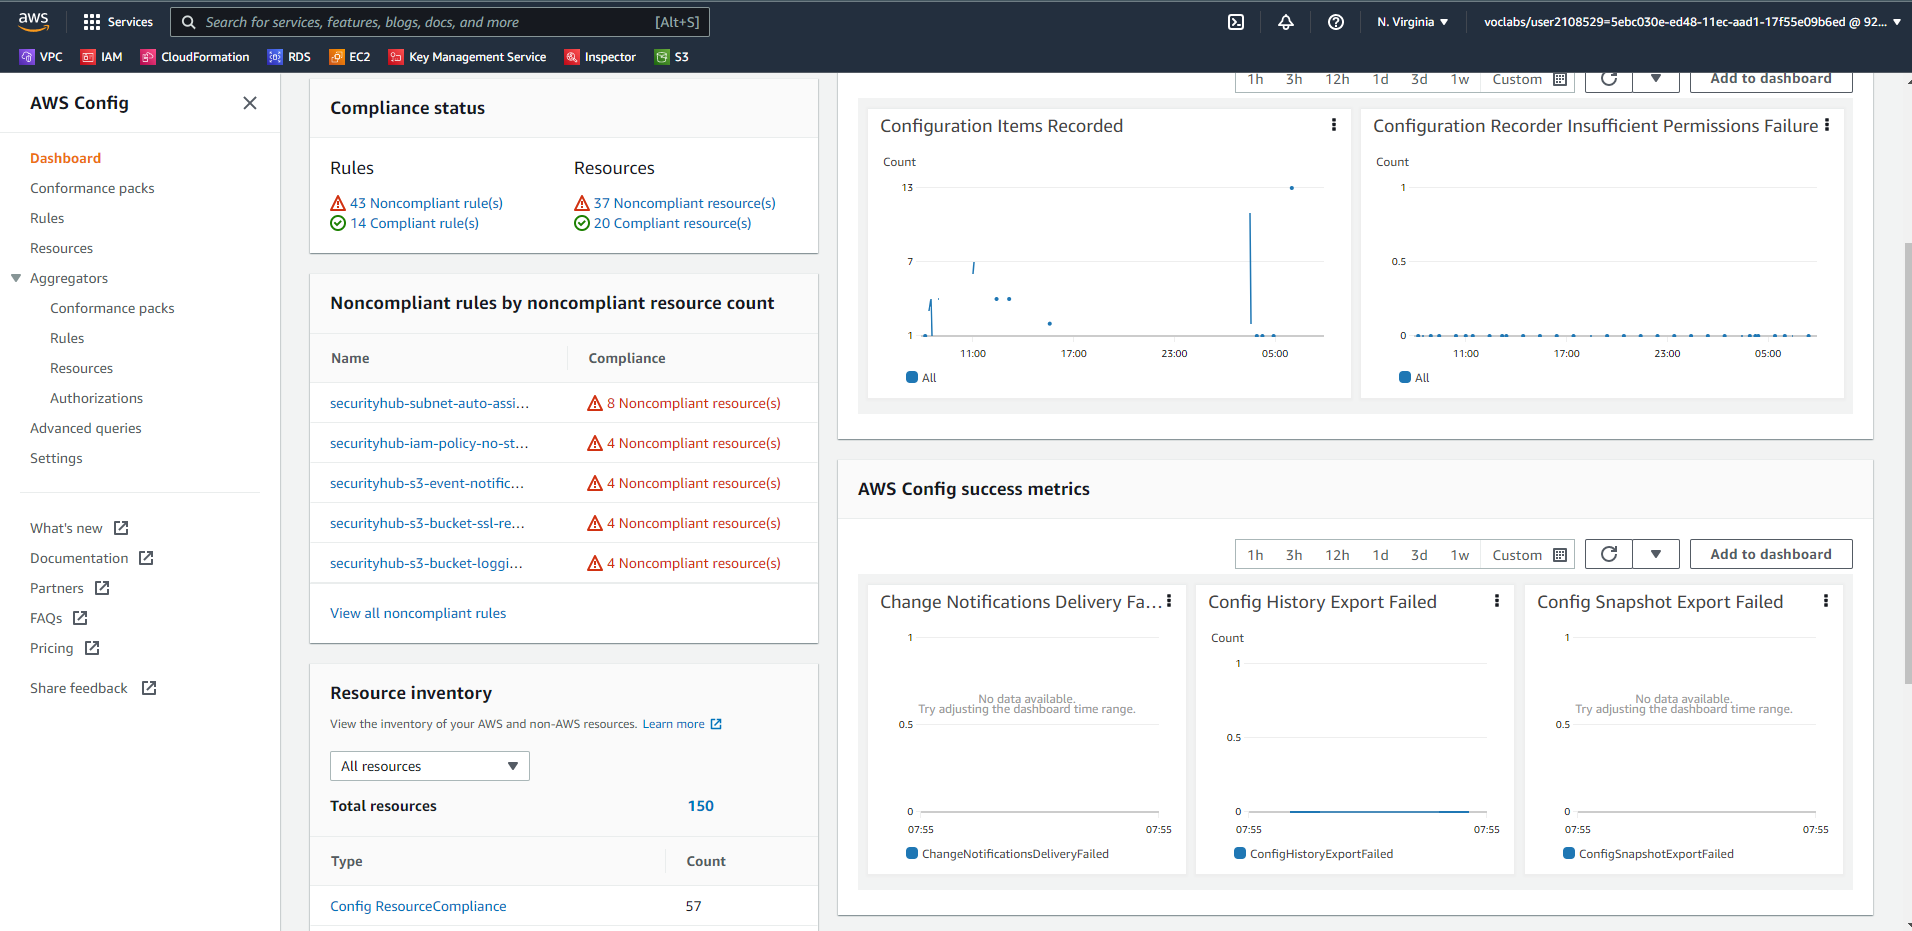 aws
Services
Search for services, features, blogs, docs, and more
[Alt+S]
N. Virginia
voclabs/user2108529=5ebc030e-ed48-11ec-aad1-17f55e09b6ed @ 92...
VPC
IAM
CloudFormation
RDS
EC2
Key Management Service
Inspector
S3
AWS Config
Dashboard
Conformance packs
Rules
Resources
Aggregators
Conformance packs
Rules
Resources
Authorizations
Advanced queries
Settings
What's new
Documentation
Partners
FAQs
Pricing
Share feedback
Compliance status
Rules
43 Noncompliant rule(s)
14 Compliant rule(s)
Resources
37 Noncompliant resource(s)
20 Compliant resource(s)
Noncompliant rules by noncompliant resource count
Name
Compliance
securityhub-subnet-auto-assi...
8 Noncompliant resource(s)
securityhub-iam-policy-no-st...
4 Noncompliant resource(s)
securityhub-s3-event-notific...
4 Noncompliant resource(s)
securityhub-s3-bucket-ssl-re...
4 Noncompliant resource(s)
securityhub-s3-bucket-loggi...
4 Noncompliant resource(s)
View all noncompliant rules
Resource inventory
View the inventory of your AWS and non-AWS resources. Learn more
All resources
Total resources
150
Type
Count
Config ResourceCompliance
57
1h 3h 12h 1d 3d 1w Custom
Add to dashboard
Configuration Items Recorded
Count
13
7
1
11:00 17:00 23:00 05:00
All
Configuration Recorder Insufficient Permissions Failure
Count
1
0.5
0
11:00 17:00 23:00 05:00
All
AWS Config success metrics
1h 3h 12h 1d 3d 1w Custom
Add to dashboard
Change Notifications Delivery Fa...
1
No data available.
Try adjusting the dashboard time range.
0.5
0
07:55 07:55
ChangeNotificationsDeliveryFailed
Config History Export Failed
Count
1
0.5
0
07:55 07:55
ConfigHistoryExportFailed
Config Snapshot Export Failed
1
No data available.
Try adjusting the dashboard time range.
0.5
0
07:55 07:55
ConfigSnapshotExportFailed